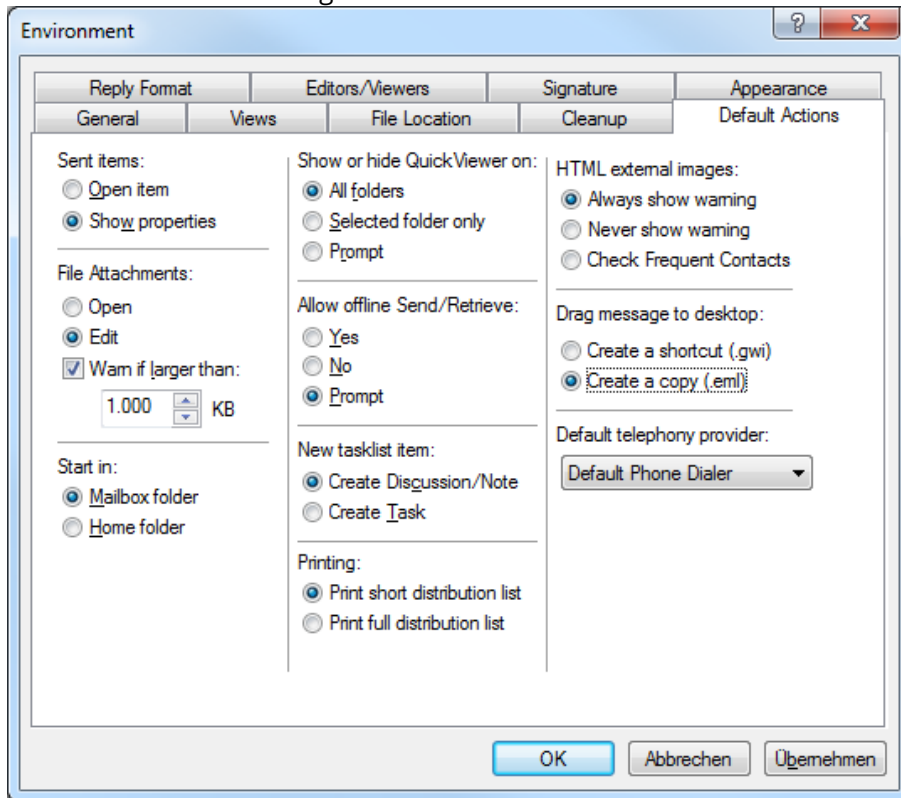 Environment
Reply Format
Editors/Viewers
Signature
Appearance
General
Views
File Location
Cleanup
Default Actions
Sent items:
Open item
Show properties
File Attachments:
Open
Edit
Warn if larger than:
1.000
KB
Start in:
Mailbox folder
Home folder
Show or hide QuickViewer on:
All folders
Selected folder only
Prompt
Allow offline Send/Retrieve:
Yes
No
Prompt
New tasklist item:
Create Discussion/Note
Create Task
Printing:
Print short distribution list
Print full distribution list
HTML external images:
Always show warning
Never show warning
Check Frequent Contacts
Drag message to desktop:
Create a shortcut (.gwi)
Create a copy (.eml)
Default telephony provider:
Default Phone Dialer
OK
Abbrechen
Übernehmen